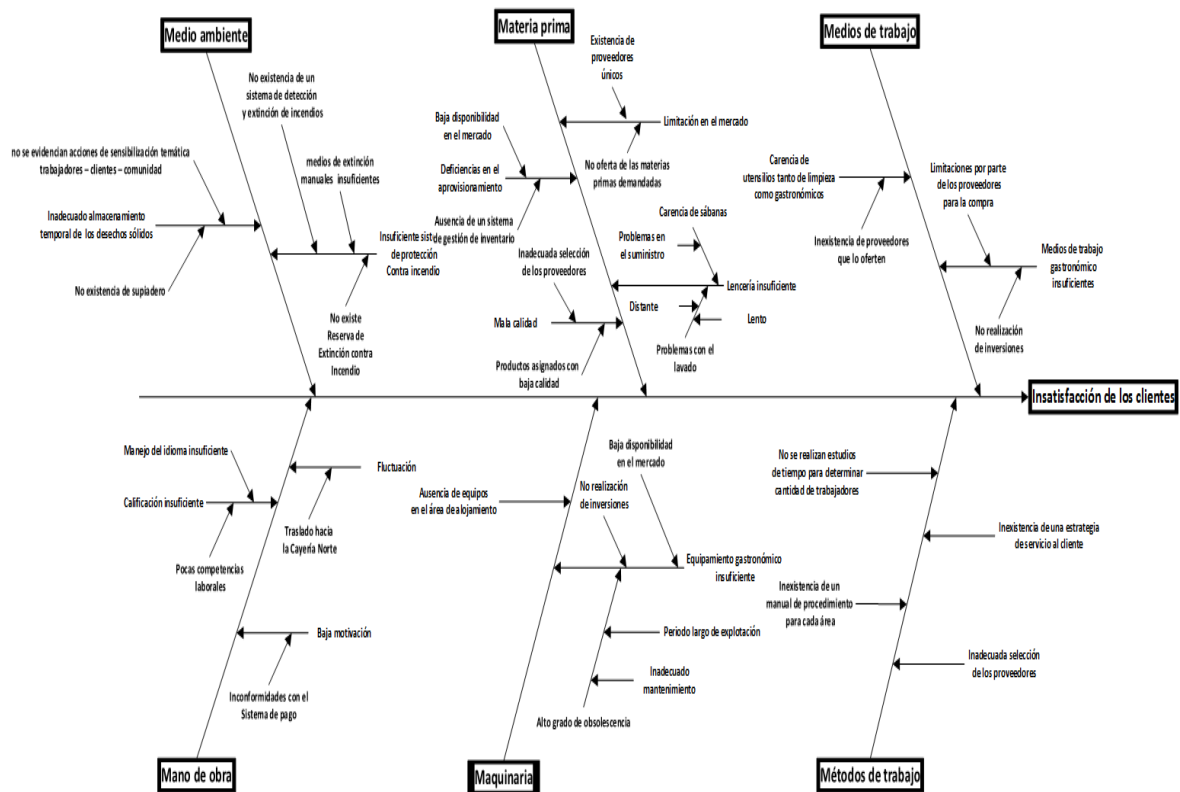 Medio ambiente
No existencia de un
sistema de detección
y extinción de incendios
no se evidencian acciones de sensibilización temática
trabajadores – clientes – comunidad
medios de extinción
manuales insuficientes
Inadecuado almacenamiento
temporal de los desechos sólidos
Insuficiente sist
de protección
Contra incendio
No existencia de supiadero
No existe
Reserva de
Extinción contra
Incendio
Materia prima
Existencia de
proveedores
únicos
Baja disponibilidad
en el mercado
Limitación en el mercado
Deficiencias en el
aprovisionamiento
No oferta de las materias
primas demandadas
Ausencia de un sistema
de gestión de inventario
Carencia de sábanas
Problemas en
el suministro
Inadecuada selección
de los proveedores
Lencería insuficiente
Distante
Lento
Mala calidad
Problemas con el
lavado
Productos asignados con
baja calidad
Medios de trabajo
Carencia de
utensilios tanto de limpieza
como gastronómicos
Limitaciones por parte
de los proveedores
para la compra
Inexistencia de proveedores
que lo oferten
Medios de trabajo
gastronómico
insuficientes
No realización
de inversiones
Insatisfacción de los clientes
Manejo del idioma insuficiente
Fluctuación
Calificación insuficiente
Traslado hacia
la Cayería Norte
Pocas competencias
laborales
Baja motivación
Inconformidades con el
Sistema de pago
Mano de obra
Baja disponibilidad
en el mercado
Ausencia de equipos
en el área de alojamiento
No realización
de inversiones
Equipamiento gastronómico
insuficiente
Periodo largo de explotación
Inadecuado
mantenimiento
Alto grado de obsolescencia
Maquinaria
No se realizan estudios
de tiempo para determinar
cantidad de trabajadores
Inexistencia de una estrategia
de servicio al cliente
Inexistencia de un
manual de procedimiento
para cada área
Inadecuada selección
de los proveedores
Métodos de trabajo